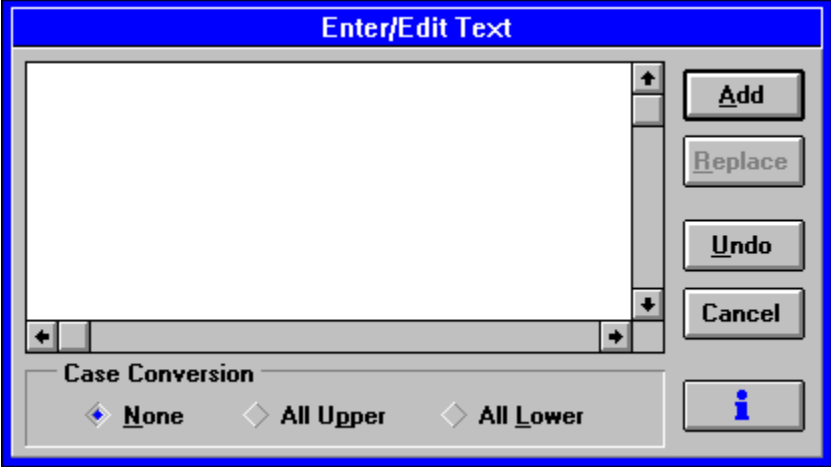 Enter/Edit Text
Add
Replace
Undo
Cancel
Case Conversion
None All Upper All Lower
i